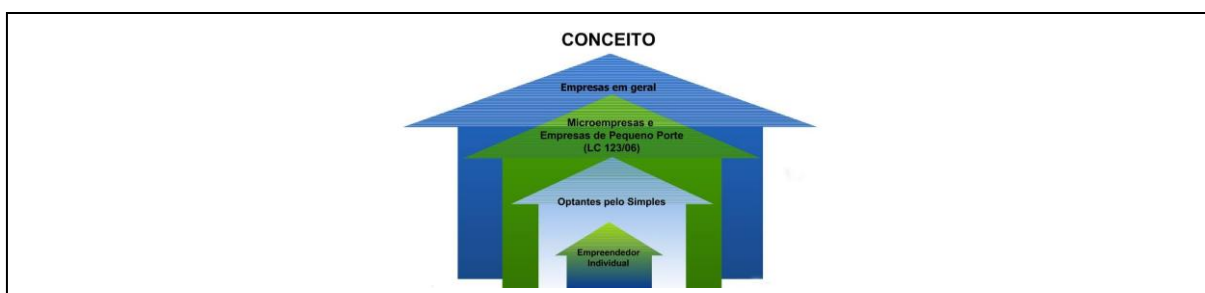 CONCEITO
Empresas em geral
Microempresas e
Empresas de Pequeno Porte
(LC 123/06)
Optantes pelo Simples
Empreendedor
Individual